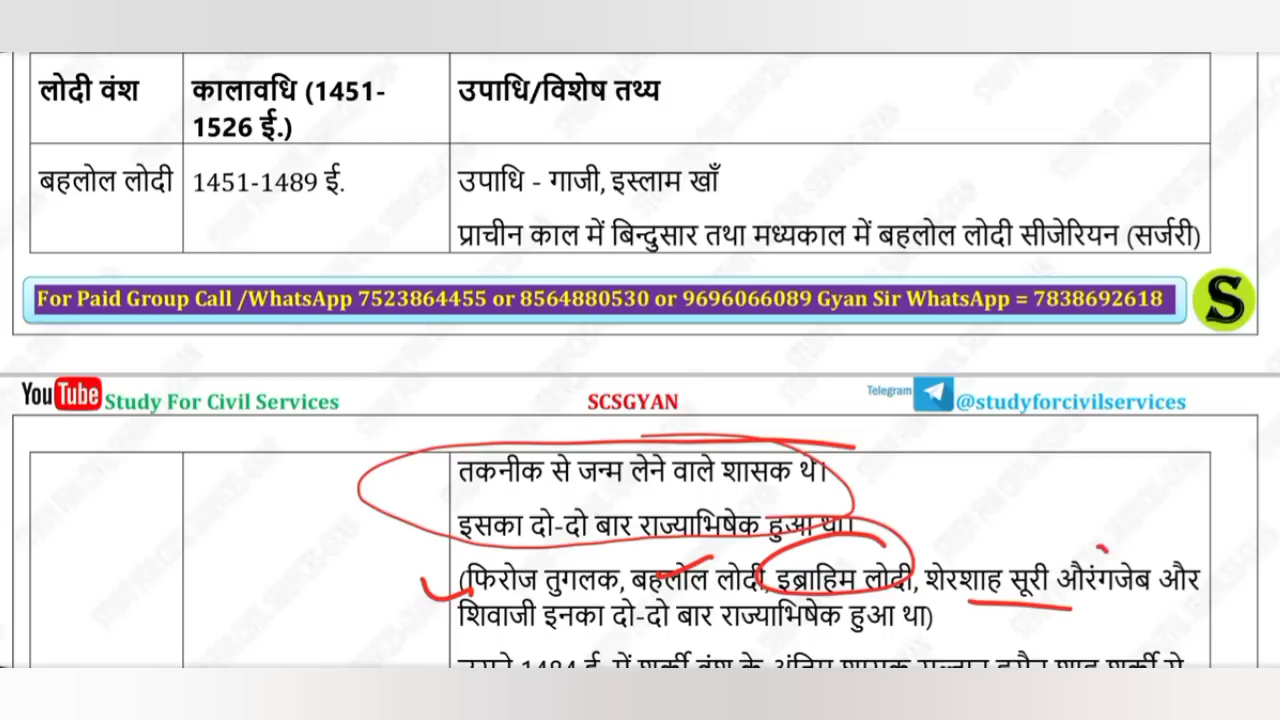 लोदी वंश
कालावधि (1451-
1526 ई.)
उपाधि/विशेष तथ्य
बहलोल लोदी
1451-1489 ई.
उपाधि - गाजी, इस्लाम खाँ
प्राचीन काल में बिन्दुसार तथा मध्यकाल में बहलोल लोदी सीजेरियन (सर्जरी)
For Paid Group Call /WhatsApp 7523864455 or 8564880530 or 9696066089 Gyan Sir WhatsApp = 7838692618
S
YouTube Study For Civil Services
SCSGYAN
Telegram @studyforcivilservices
तकनीक से जन्म लेने वाले शासक थे।
इसका दो-दो बार राज्याभिषेक हुआ था।
(फिरोज तुगलक, बहलोल लोदी, इब्राहिम लोदी, शेरशाह सूरी औरंगजेब और
शिवाजी इनका दो-दो बार राज्याभिषेक हुआ था)